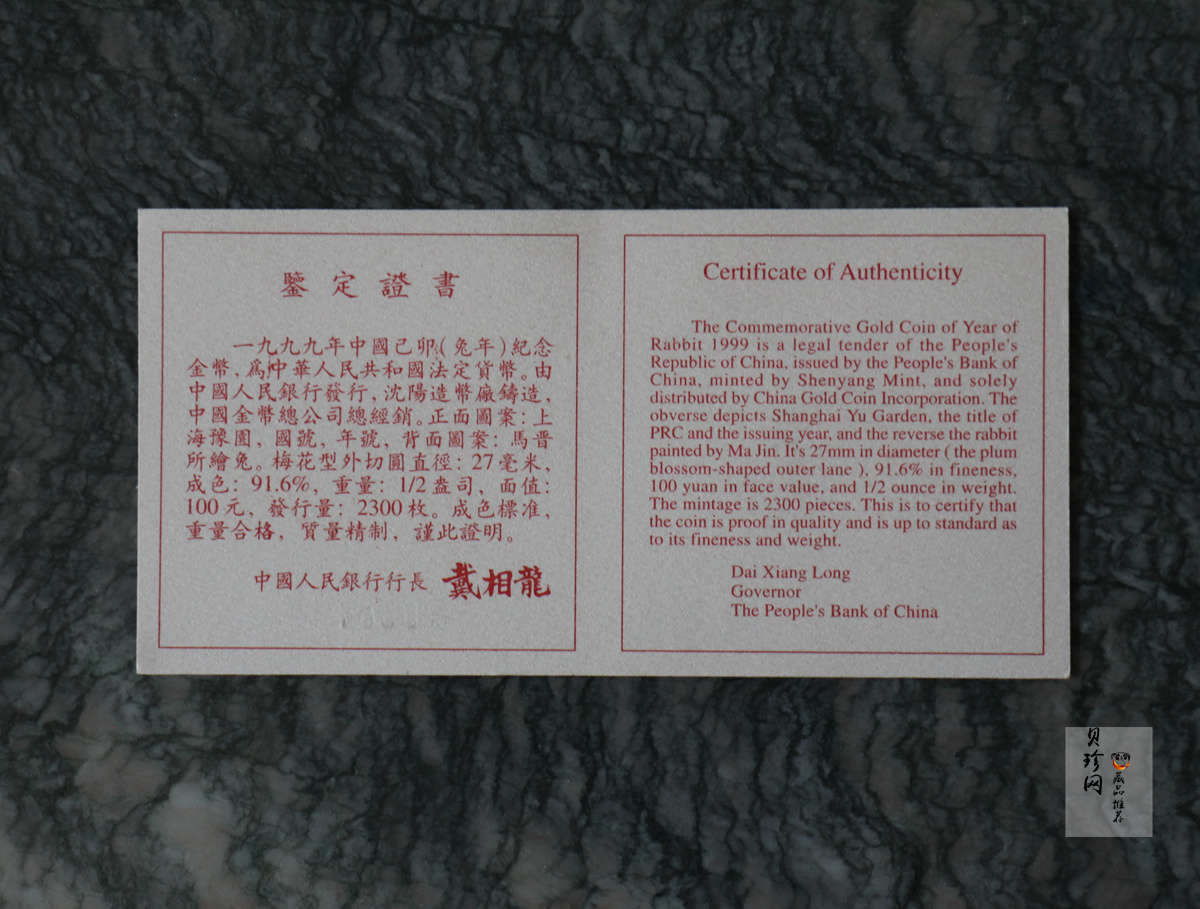 鑒定證書
一九九九年中國己卯(兔年)紀念
金幣,爲中華人民共和國法定貨幣。由
中國人民銀行發行,沈陽造幣廠鑄造,
中國金幣總公司總經銷。正面圖案:上
海豫園,國號,年號,背面圖案:馬晋
所繪兔。梅花型外切圓直徑:27毫米,
成色:91.6%,重量:1/2盎司,面值:
100元,發行量:2300枚。成色標准,
重量合格,質量精制,謹此證明。
中國人民銀行行長 戴相龍
Certificate of Authenticity
The Commemorative Gold Coin of Year of
Rabbit 1999 is a legal tender of the People's
Republic of China, issued by the People's Bank of
China, minted by Shenyang Mint, and solely
distributed by China Gold Coin Incorporation. The
obverse depicts Shanghai Yu Garden, the title of
PRC and the issuing year, and the reverse the rabbit
painted by Ma Jin. It's 27mm in diameter ( the plum
blossom-shaped outer lane ), 91.6% in fineness,
100 yuan in face value, and 1/2 ounce in weight.
The mintage is 2300 pieces. This is to certify that
the coin is proof in quality and is up to standard as
to its fineness and weight.
Dai Xiang Long
Governor
The People's Bank of China
贝珍网
藏品推荐